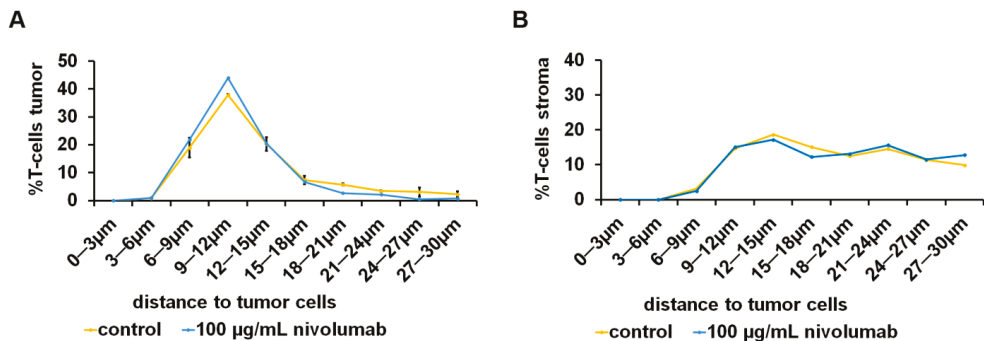 A
%T-cells tumor
50
40
30
20
10
0
0–3µm
3–6µm
6–9µm
9–12µm
12–15µm
15–18µm
18–21µm
21–24µm
24–27µm
27–30µm
distance to tumor cells
control
100 µg/mL nivolumab
B
%T-cells stroma
40
30
20
10
0
0–3µm
3–6µm
6–9µm
9–12µm
12–15µm
15–18µm
18–21µm
21–24µm
24–27µm
27–30µm
distance to tumor cells
control
100 µg/mL nivolumab